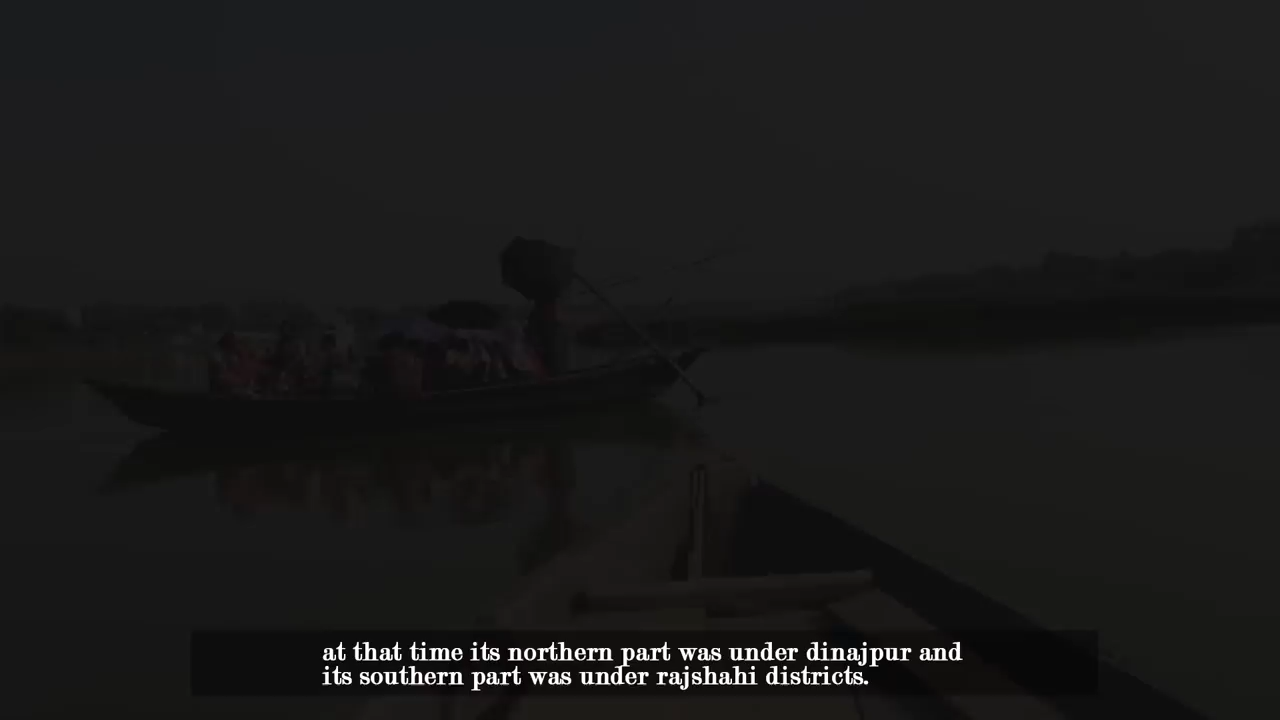 at that time its northern part was under dinajpur and
its southern part was under rajshahi districts.